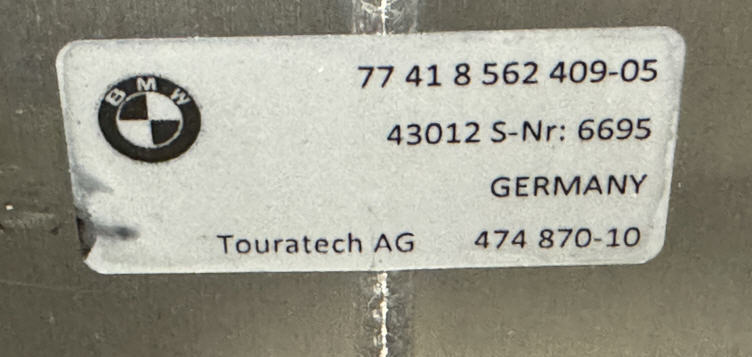 BMW
77 41 8 562 409-05
43012 S-Nr: 6695
GERMANY
Touratech AG 474 870-10